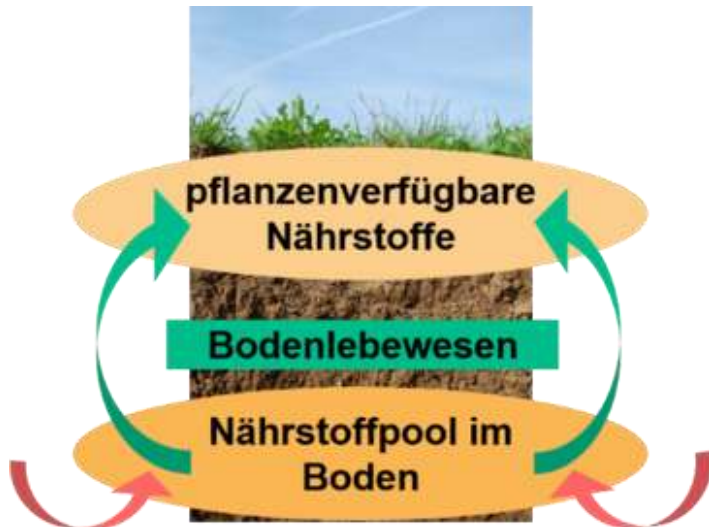 pflanzenverfügbare
Nährstoffe
Bodenlebewesen
Nährstoffpool im
Boden